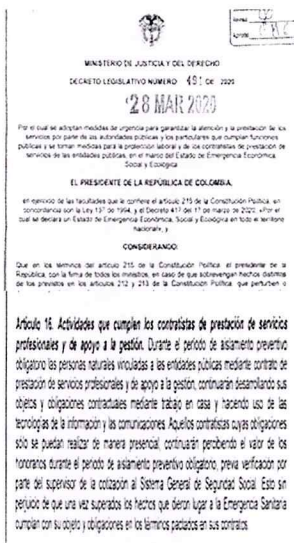 MINISTERIO DE JUSTICIA Y DEL DERECHO
DECRETO LEGISLATIVO NÚMERO 491 DE 2020
28 MAR 2020
Por el cual se adoptan medidas de urgencia para garantizar la atención y la prestación de los
servicios por parte de las autoridades públicas y los particulares que cumplan funciones
públicas y se toman medidas para la protección laboral y de los contratistas de prestación de
servicios de las entidades públicas, en el marco del Estado de Emergencia Económica,
Social y Ecológica
EL PRESIDENTE DE LA REPÚBLICA DE COLOMBIA,
en ejercicio de las facultades que le confiere el artículo 215 de la Constitución Política, en
concordancia con la Ley 137 de 1994, y el Decreto 417 del 17 de marzo de 2020, «Por el
cual se declara un Estado de Emergencia Económica, Social y Ecológica en todo el territorio
nacional», y
CONSIDERANDO:
Que en los términos del artículo 215 de la Constitución Política, el presidente de la
República, con la firma de todos los ministros, en caso de que sobrevengan hechos distintos
de los previstos en los artículos 212 y 213 de la Constitución Política, que perturben o
Artículo 16. Actividades que cumplen los contratistas de prestación de servicios
profesionales y de apoyo a la gestión. Durante el período de aislamiento preventivo
obligatorio las personas naturales vinculadas a las entidades públicas mediante contrato de
prestación de servicios profesionales y de apoyo a la gestión, continuarán desarrollando sus
objetos y obligaciones contractuales mediante trabajo en casa y haciendo uso de las
tecnologías de la información y las comunicaciones. Aquellos contratistas cuyas obligaciones
sólo se puedan realizar de manera presencial, continuarán percibiendo el valor de los
honorarios durante el período de aislamiento preventivo obligatorio, previa verificación por
parte del supervisor de la cotización al Sistema General de Seguridad Social. Esto sin
perjuicio de que una vez superados los hechos que dieron lugar a la Emergencia Sanitaria
cumplan con su objeto y obligaciones en los términos pactados en sus contratos.